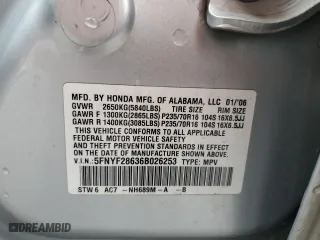 MFD. BY HONDA MFG. OF ALABAMA, LLC 01/'06
GVWR 2650KG(5840LBS) TIRE SIZE RIM SIZE
GAWR F 1300KG(2865LBS) P235/70R16 104S 16X6.5JJ
GAWR R 1400KG(3085LBS) P235/70R16 104S 16X6.5JJ
THIS VEHICLE CONFORMS TO ALL APPLICABLE FEDERAL
MOTOR VEHICLE SAFETY AND THEFT PREVENTION
STANDARDS IN EFFECT ON THE DATE OF
MANUFACTURE SHOWN ABOVE.
V.I.N.: 5FNYF28636B026253 TYPE: MPV
STW6 AC7 -NH689M-A -B